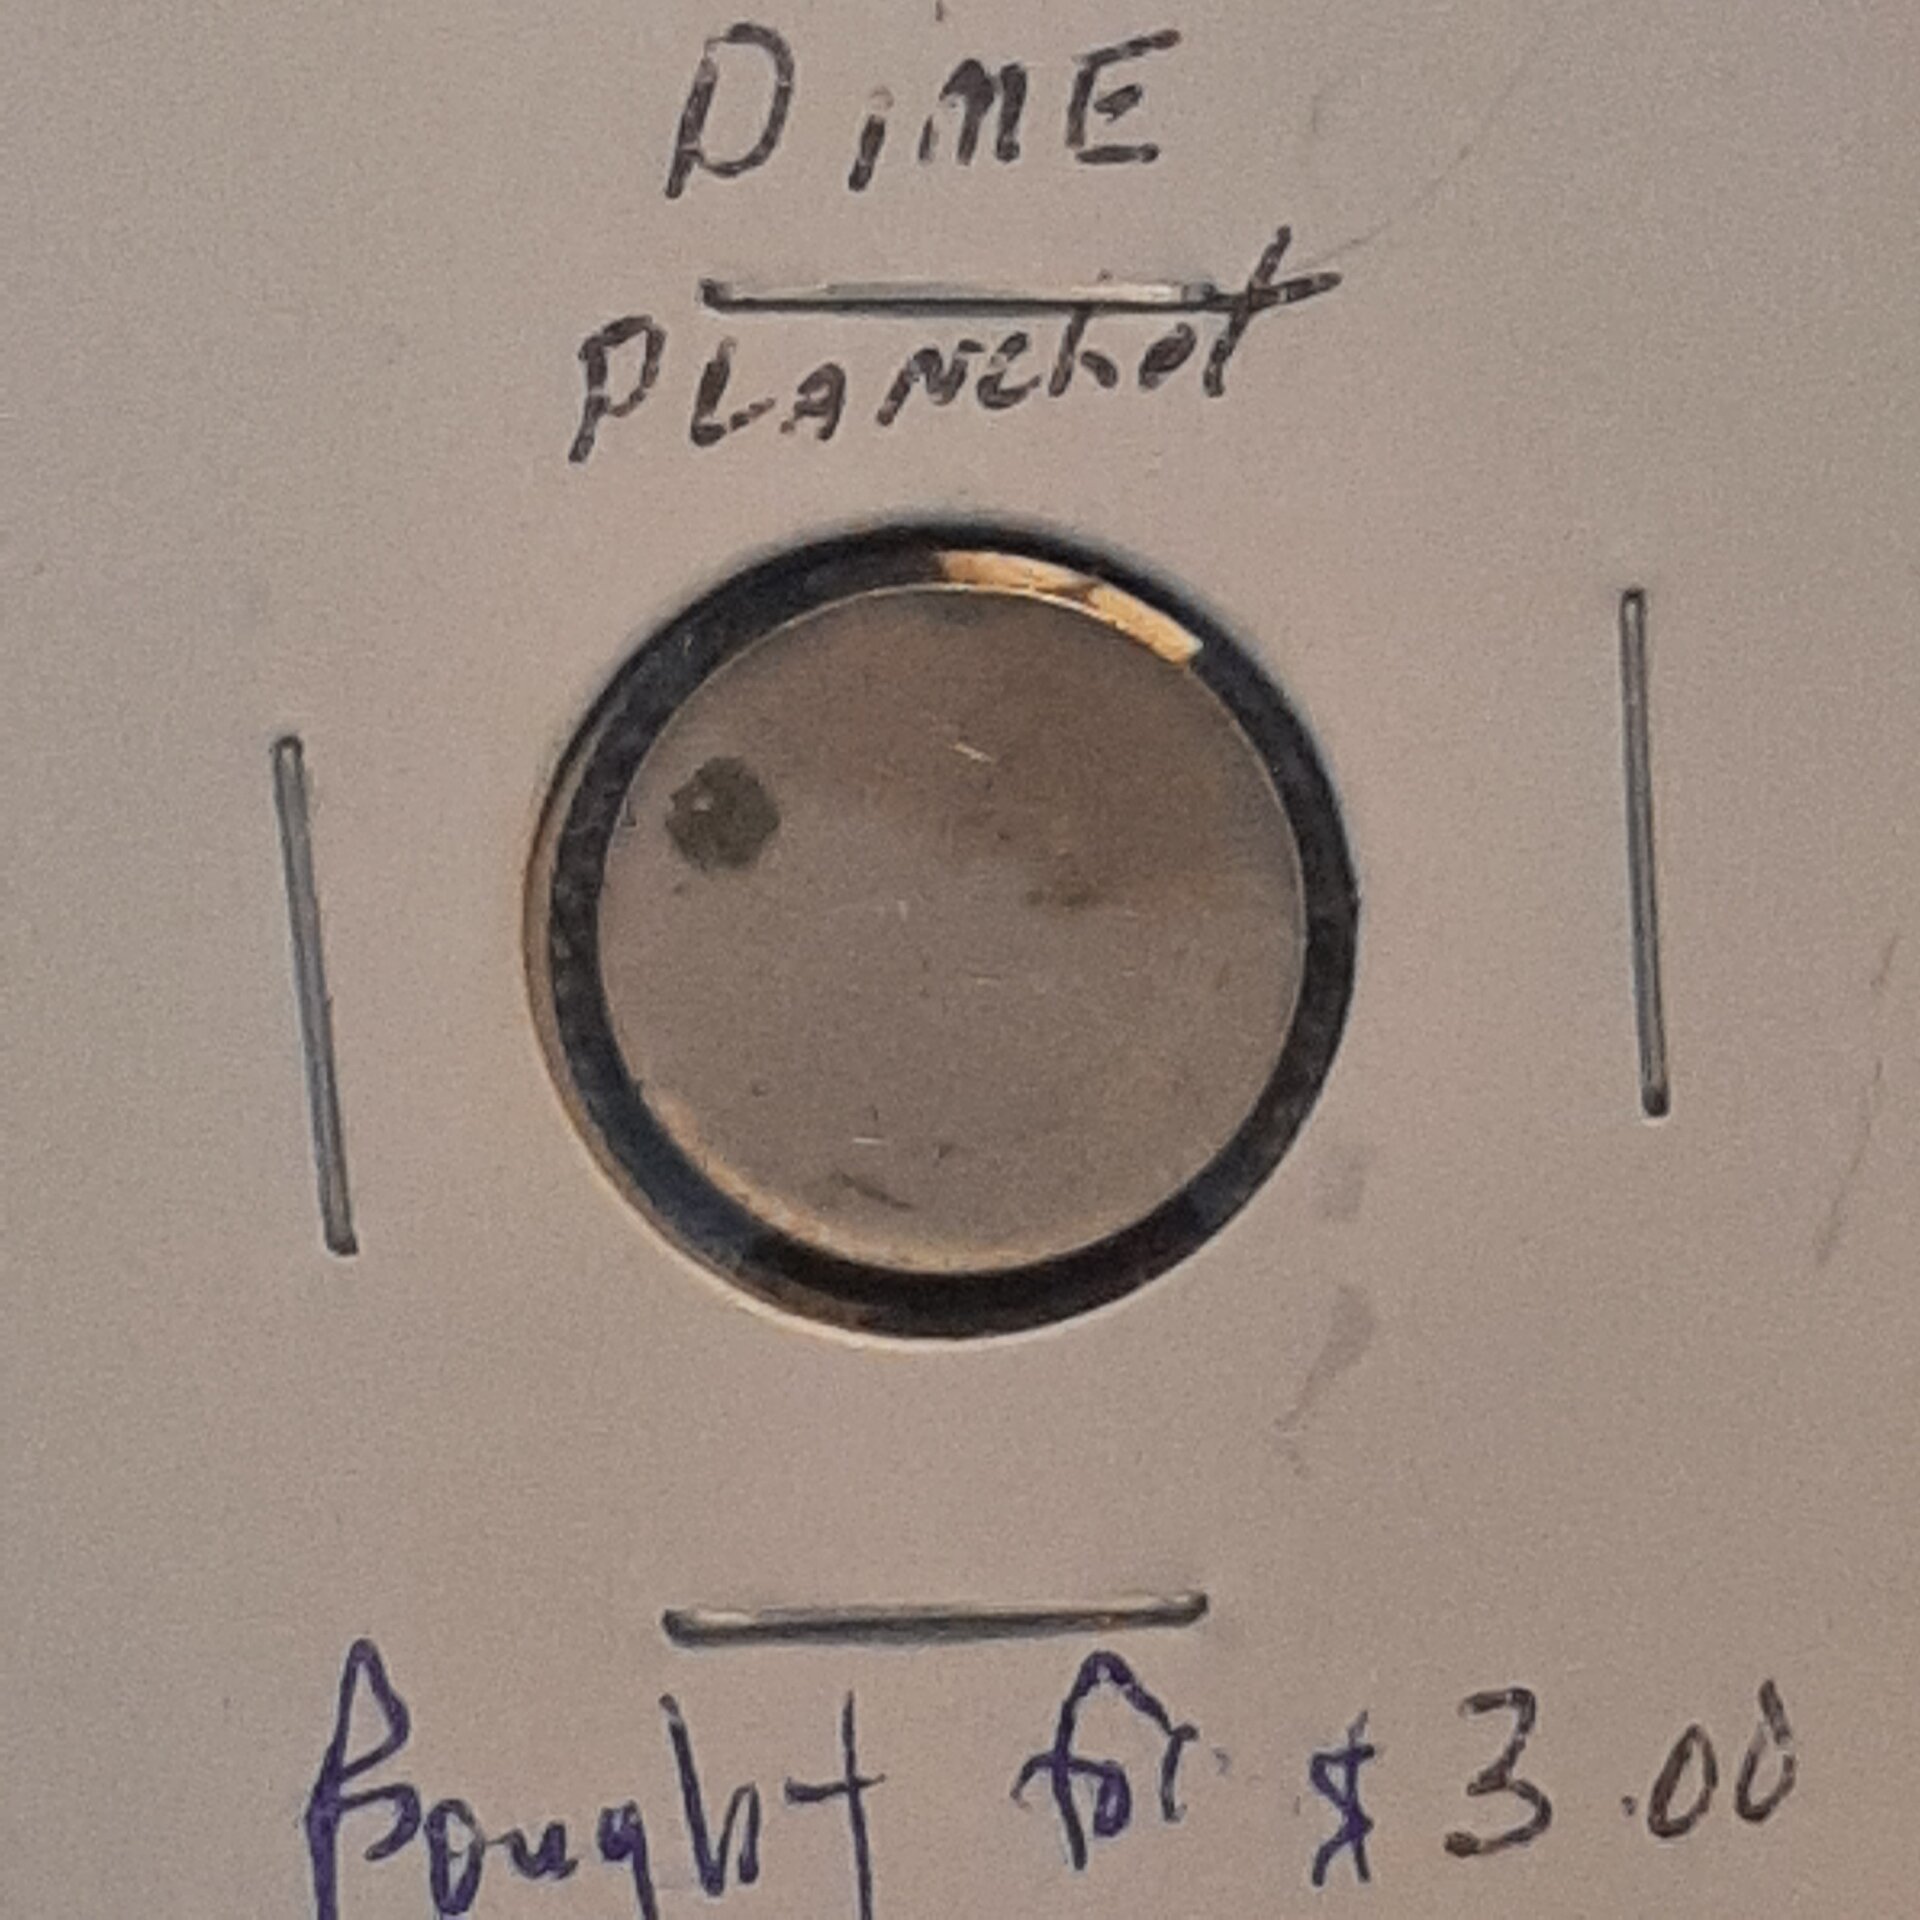 DiME
PLANchet
Bought for $3.00